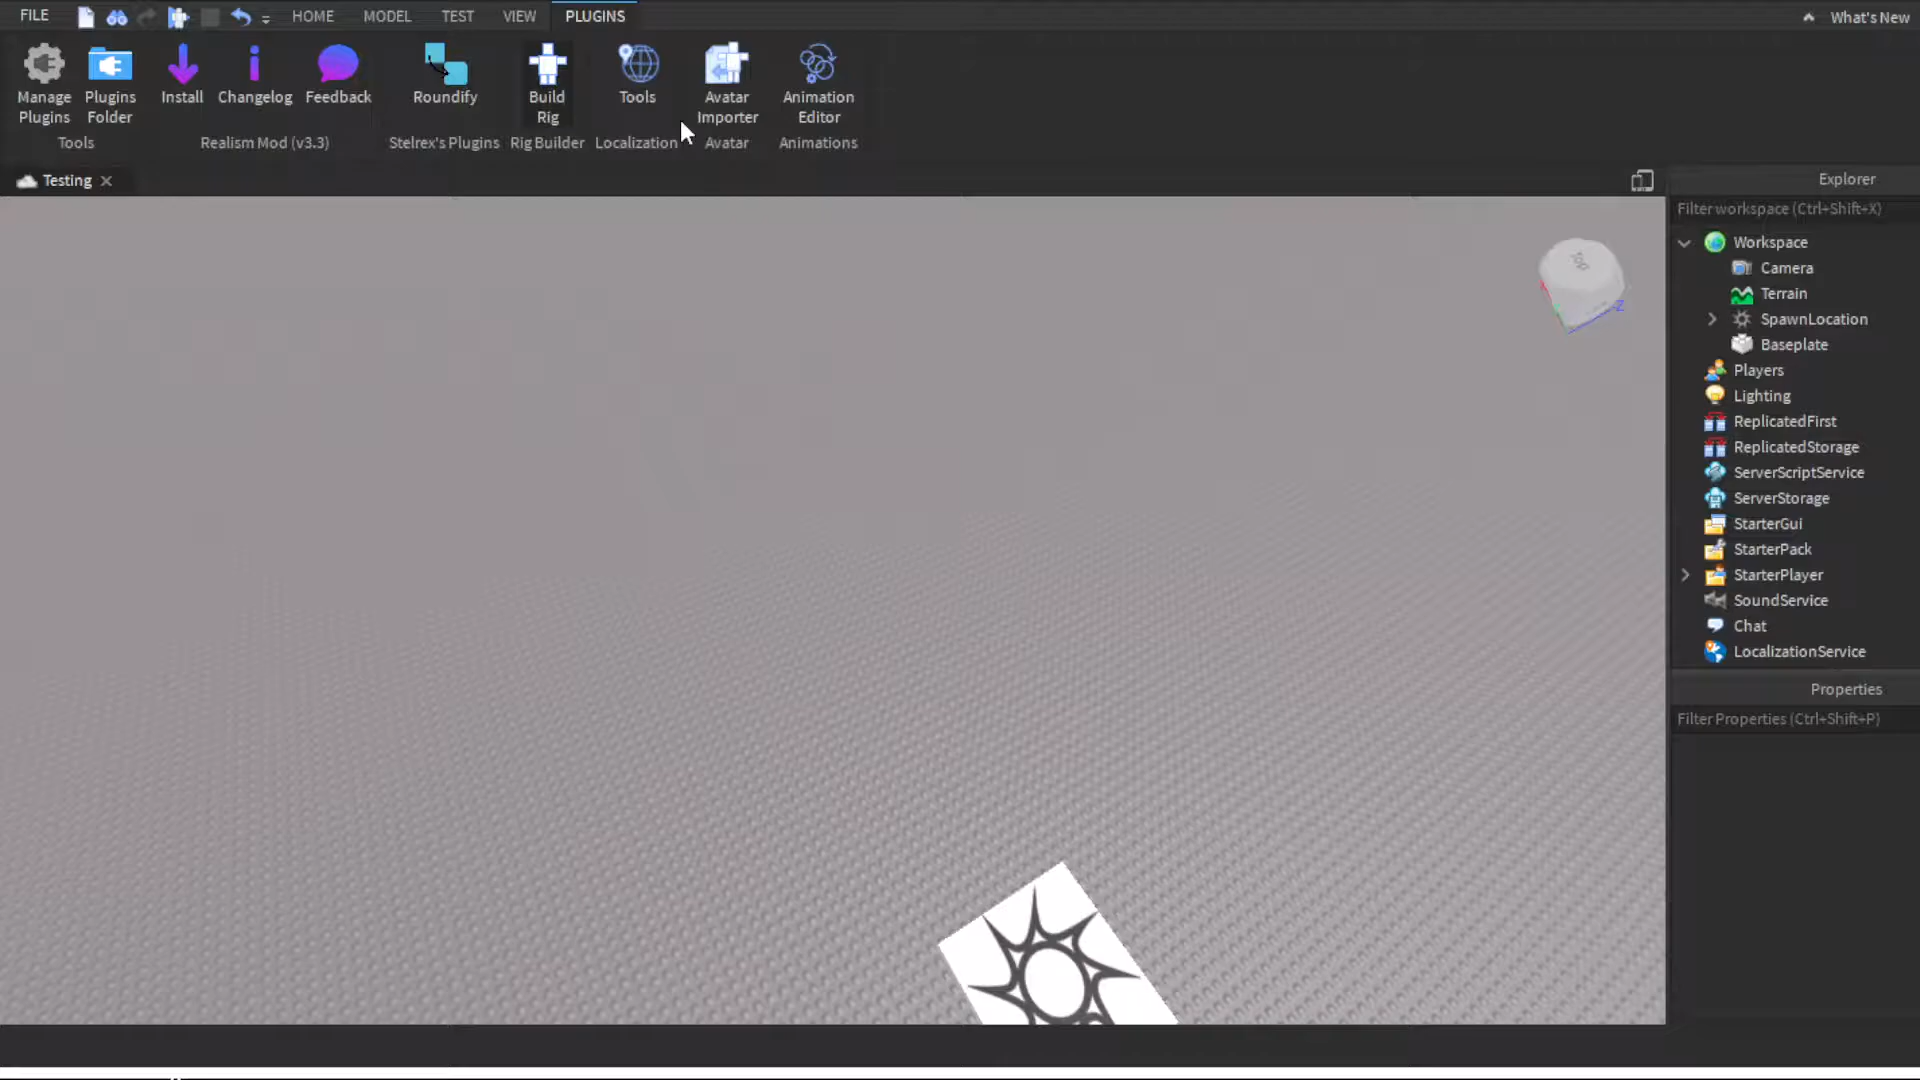 FILE
HOME
MODEL
TEST
VIEW
PLUGINS
What's New
Manage
Plugins
Plugins
Folder
Install
Changelog
Feedback
Roundify
Build
Rig
Tools
Avatar
Importer
Animation
Editor
Tools
Realism Mod (v3.3)
Stelrex's Plugins
Rig Builder
Localization
Avatar
Animations
Testing
Explorer
Filter workspace (Ctrl+Shift+X)
Workspace
Camera
Terrain
SpawnLocation
Baseplate
Players
Lighting
ReplicatedFirst
ReplicatedStorage
ServerScriptService
ServerStorage
StarterGui
StarterPack
StarterPlayer
SoundService
Chat
LocalizationService
Properties
Filter Properties (Ctrl+Shift+P)
Z